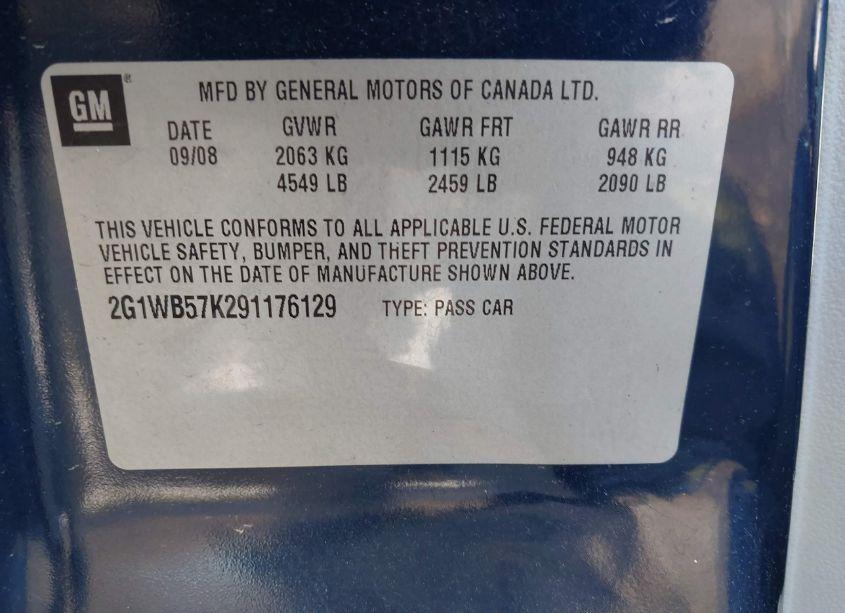 GM ®
MFD BY GENERAL MOTORS OF CANADA LTD.
DATE GVWR GAWR FRT GAWR RR
09/08 2063 KG 1115 KG 948 KG
4549 LB 2459 LB 2090 LB
THIS VEHICLE CONFORMS TO ALL APPLICABLE U.S. FEDERAL MOTOR
VEHICLE SAFETY, BUMPER, AND THEFT PREVENTION STANDARDS IN
EFFECT ON THE DATE OF MANUFACTURE SHOWN ABOVE.
2G1WB57K291176129 TYPE: PASS CAR